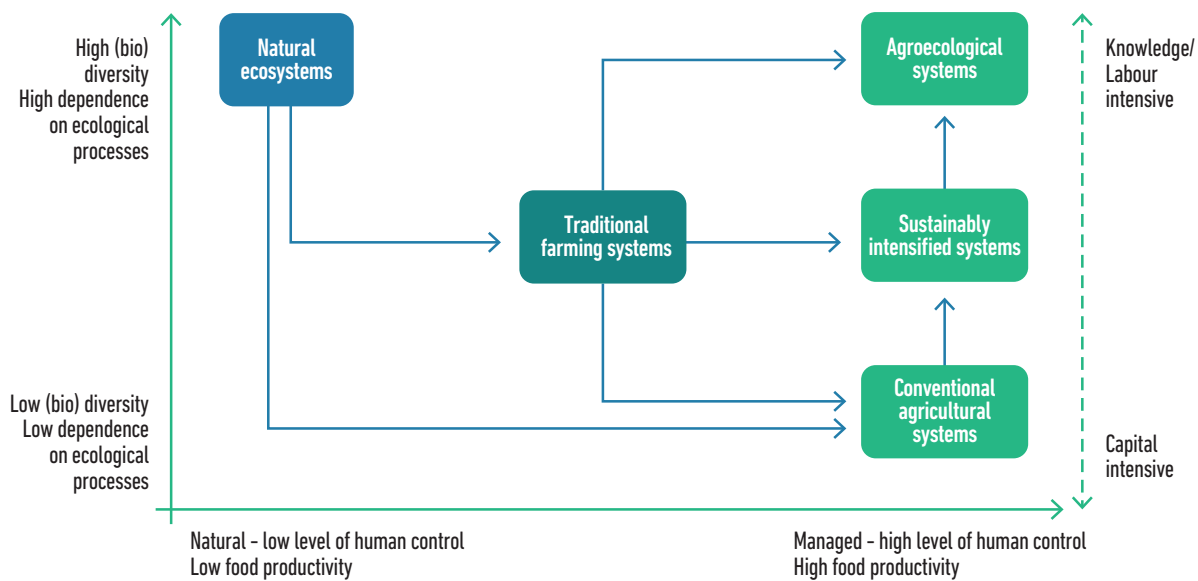 High (bio)
diversity
High dependence
on ecological
processes
Natural
ecosystems
Agroecological
systems
Knowledge/
Labour
intensive
Traditional
farming systems
Sustainably
intensified systems
Low (bio) diversity
Low dependence
on ecological
processes
Conventional
agricultural
systems
Capital
intensive
Natural - low level of human control
Low food productivity
Managed - high level of human control
High food productivity